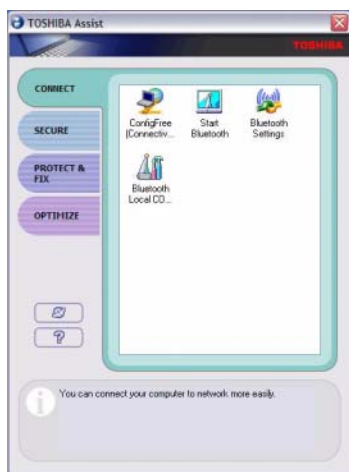 TOSHIBA Assist
TOSHIBA
CONNECT
SECURE
PROTECT &
FIX
OPTIMIZE
ConfigFree
(Connectiv...
Start
Bluetooth
Bluetooth
Settings
Bluetooth
Local CO...
?
i
You can connect your computer to network more easily.